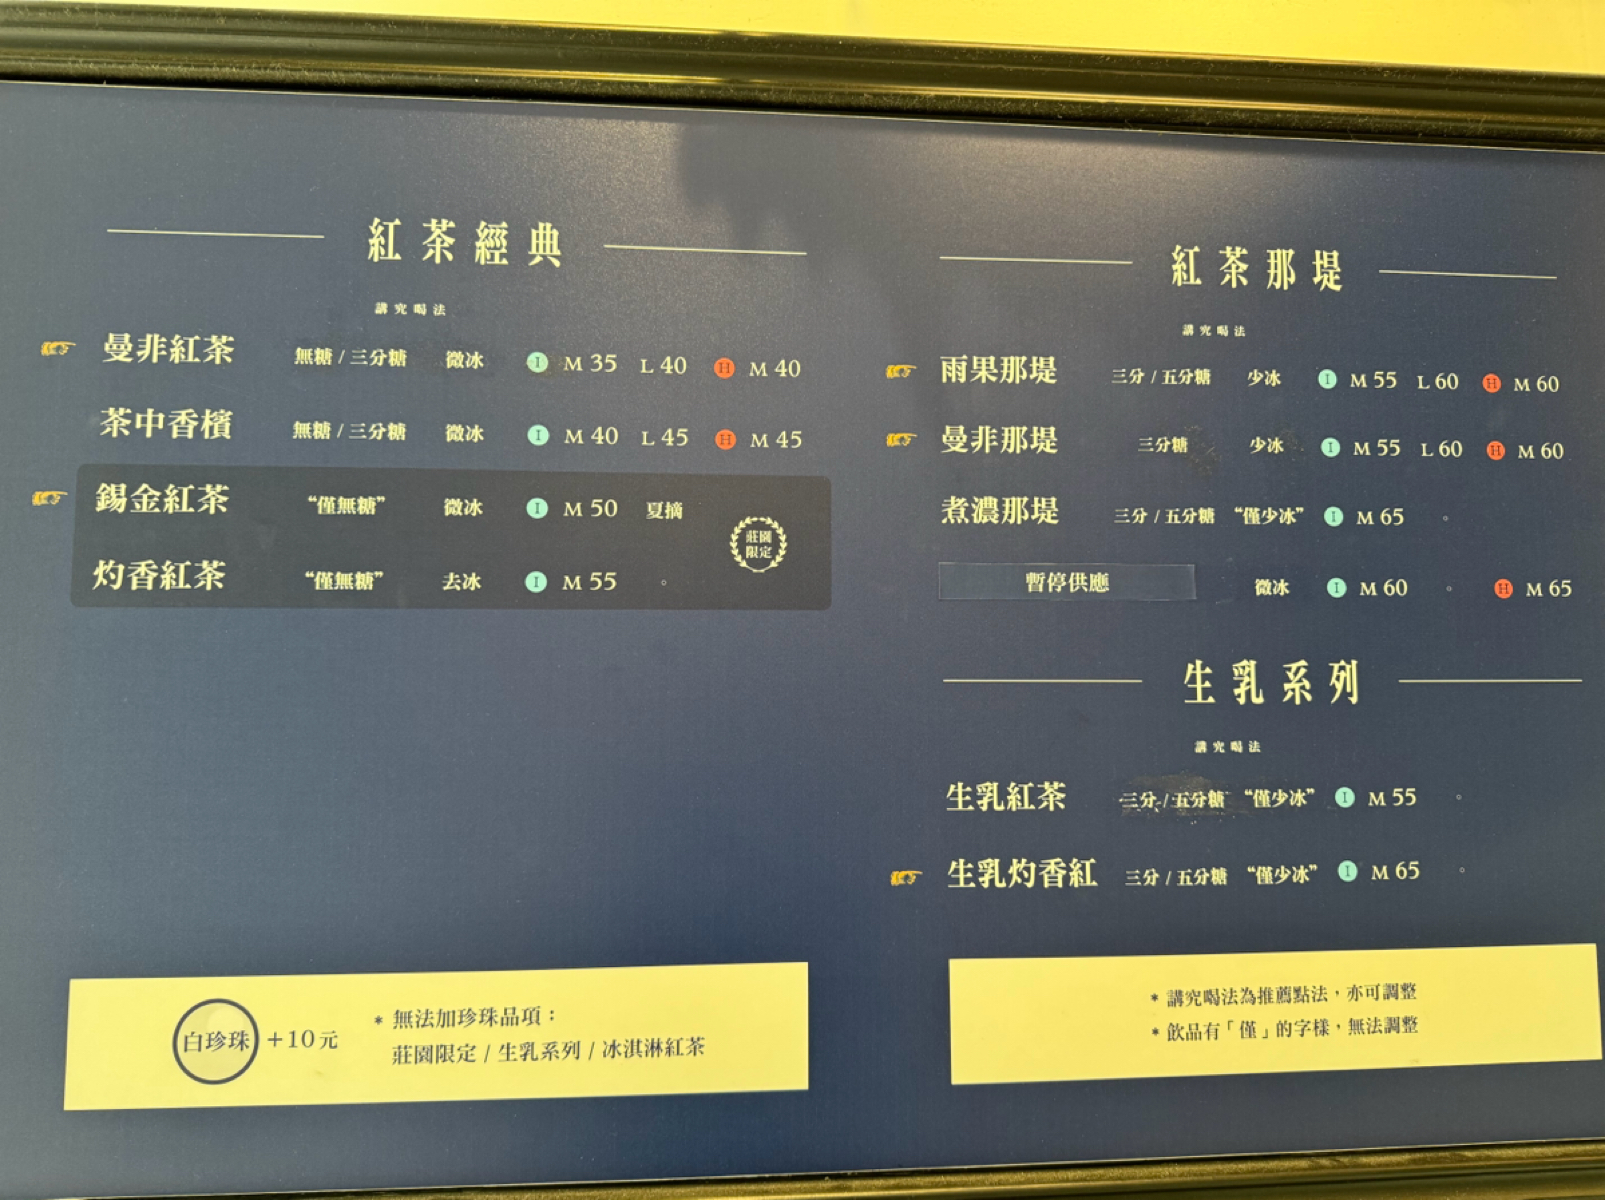 紅茶經典
講究喝法
曼非紅茶 無糖 / 三分糖 微冰 I M 35 L 40 H M 40
茶中香檳 無糖 / 三分糖 微冰 I M 40 L 45 H M 45
錫金紅茶 “僅無糖” 微冰 I M 50 夏摘
灼香紅茶 “僅無糖” 去冰 I M 55 。
莊園
限定
白珍珠 +10元
* 無法加珍珠品項：
莊園限定 / 生乳系列 / 冰淇淋紅茶
紅茶那堤
講究喝法
雨果那堤 三分 / 五分糖 少冰 I M 55 L 60 H M 60
曼非那堤 三分糖 少冰 I M 55 L 60 H M 60
煮濃那堤 三分 / 五分糖 “僅少冰” I M 65 。
暫停供應 微冰 I M 60 。 H M 65
生乳系列
講究喝法
生乳紅茶 三分 / 五分糖 “僅少冰” I M 55 。
生乳灼香紅 三分 / 五分糖 “僅少冰” I M 65 。
* 講究喝法為推薦點法，亦可調整
* 飲品有「僅」的字樣，無法調整